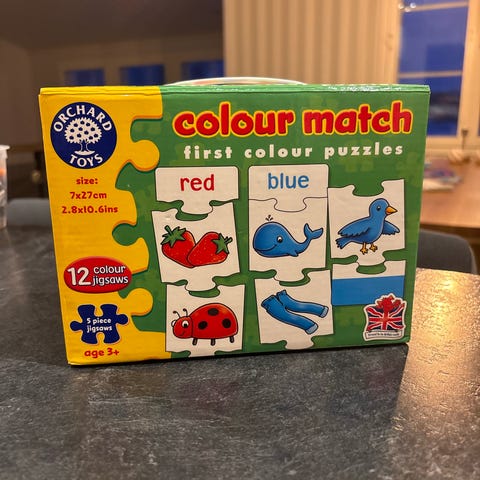 ORCHARD
TOYS
size:
7x27cm
2.8x10.6ins
12 colour
jigsaws
5 piece
jigsaws
age 3+
colour match
first colour puzzles
red
blue